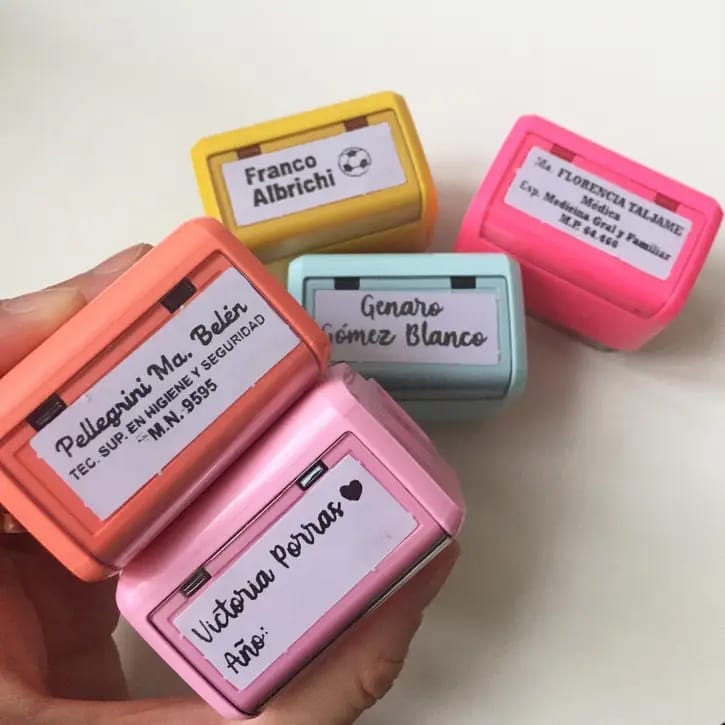 Franco
Albrichi
Ma. FLORENCIA TALJAME
Médica
Esp. Medicina Gral y Familiar
M.P. 64.466
Genaro
Gómez Blanco
Pellegrini Ma. Belén
TEC. SUP. EN HIGIENE Y SEGURIDAD
M.N. 9595
Victoria Porras
Año: